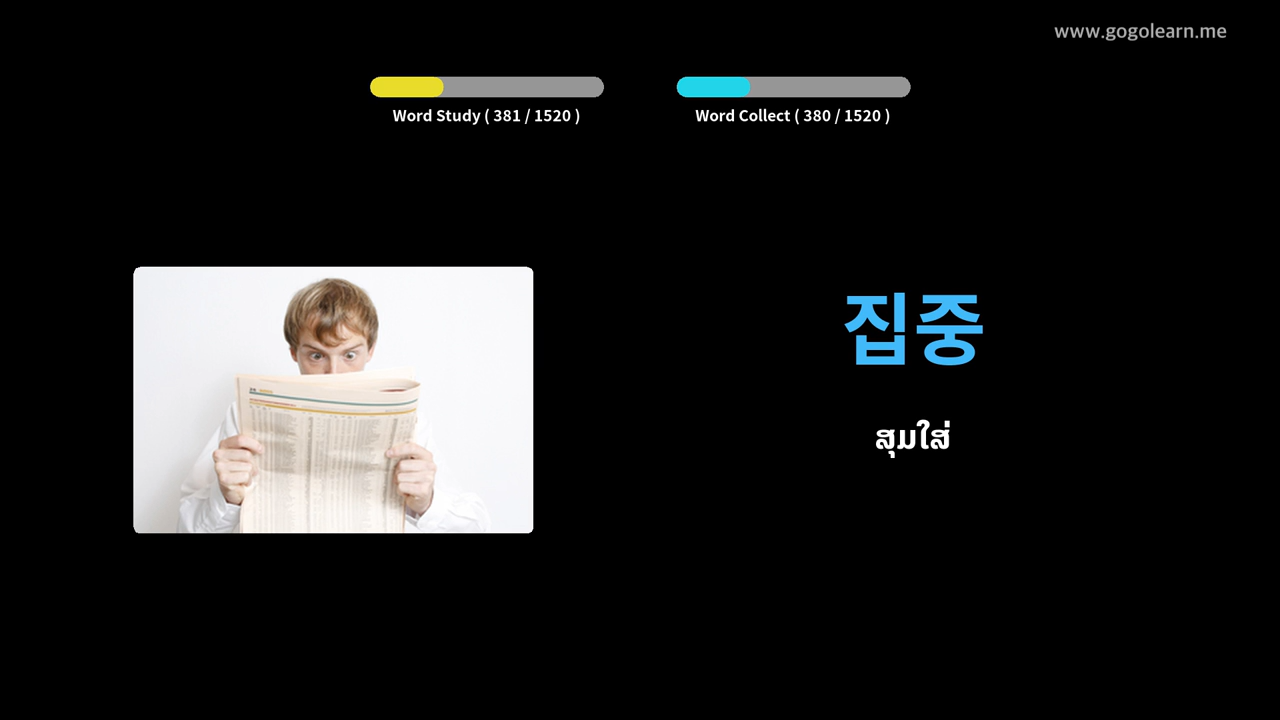 www.gogolearn.me
Word Study ( 381 / 1520 )
Word Collect ( 380 / 1520 )
집중
ສຸມໃສ່